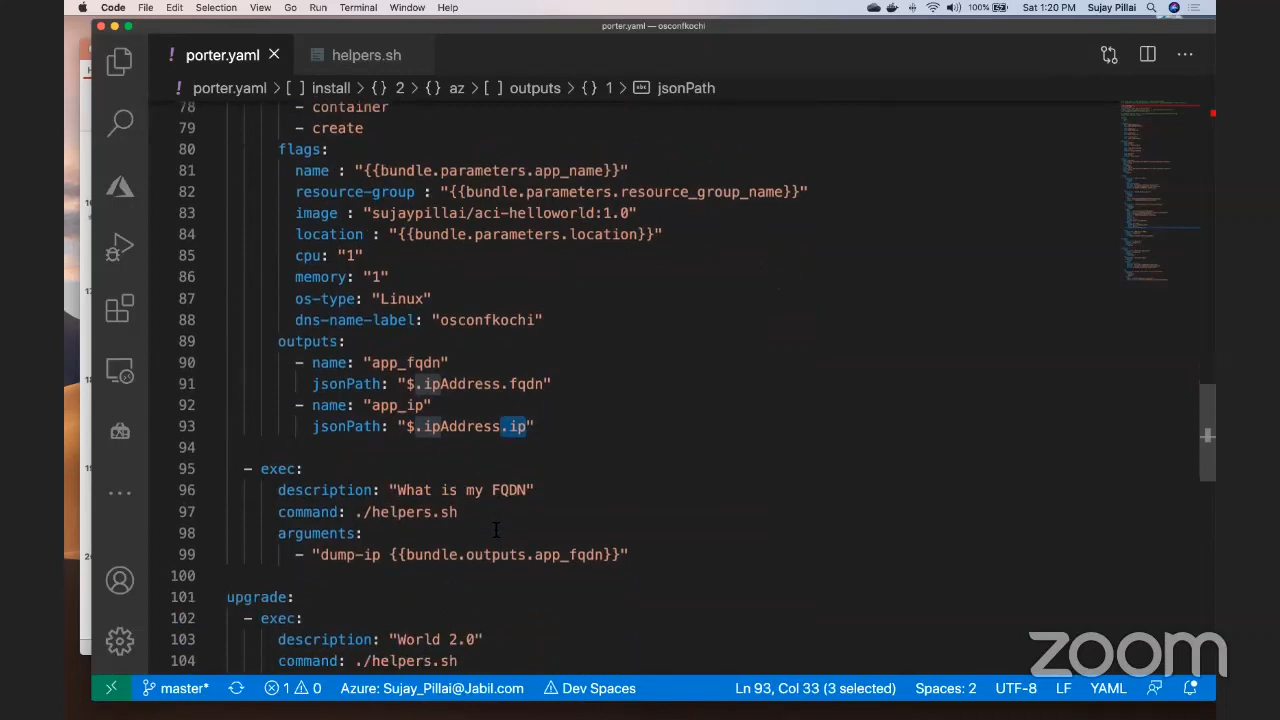 Code File Edit Selection View Go Run Terminal Window Help 100% Sat 1:20 PM Sujay Pillai
porter.yaml — osconfkochi
! porter.yaml × helpers.sh
! porter.yaml > [ ] install > {} 2 > {} az > [ ] outputs > {} 1 > abc jsonPath
78 - container
79 - create
80 flags:
81 name : "{{bundle.parameters.app_name}}"
82 resource-group : "{{bundle.parameters.resource_group_name}}"
83 image : "sujaypillai/aci-helloworld:1.0"
84 location : "{{bundle.parameters.location}}"
85 cpu: "1"
86 memory: "1"
87 os-type: "Linux"
88 dns-name-label: "osconfkochi"
89 outputs:
90 - name: "app_fqdn"
91 jsonPath: "$.ipAddress.fqdn"
92 - name: "app_ip"
93 jsonPath: "$.ipAddress.ip"
94
95 - exec:
96 description: "What is my FQDN"
97 command: ./helpers.sh
98 arguments:
99 - "dump-ip {{bundle.outputs.app_fqdn}}"
100
101 upgrade:
102 - exec:
103 description: "World 2.0"
104 command: ./helpers.sh
zoom
master* 1 0 Azure: Sujay_Pillai@Jabil.com Dev Spaces Ln 93, Col 33 (3 selected) Spaces: 2 UTF-8 LF YAML